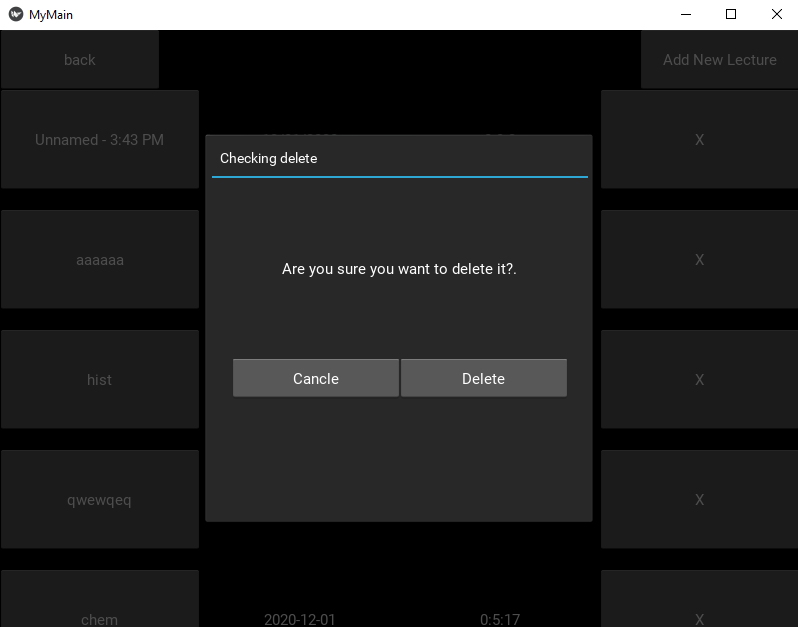 MyMain
back
Add New Lecture
Unnamed - 3:43 PM
X
Checking delete
aaaaaa
X
Are you sure you want to delete it?.
hist
X
Cancle
Delete
qwewqeq
X
chem
2020-12-01
0:5:17
X